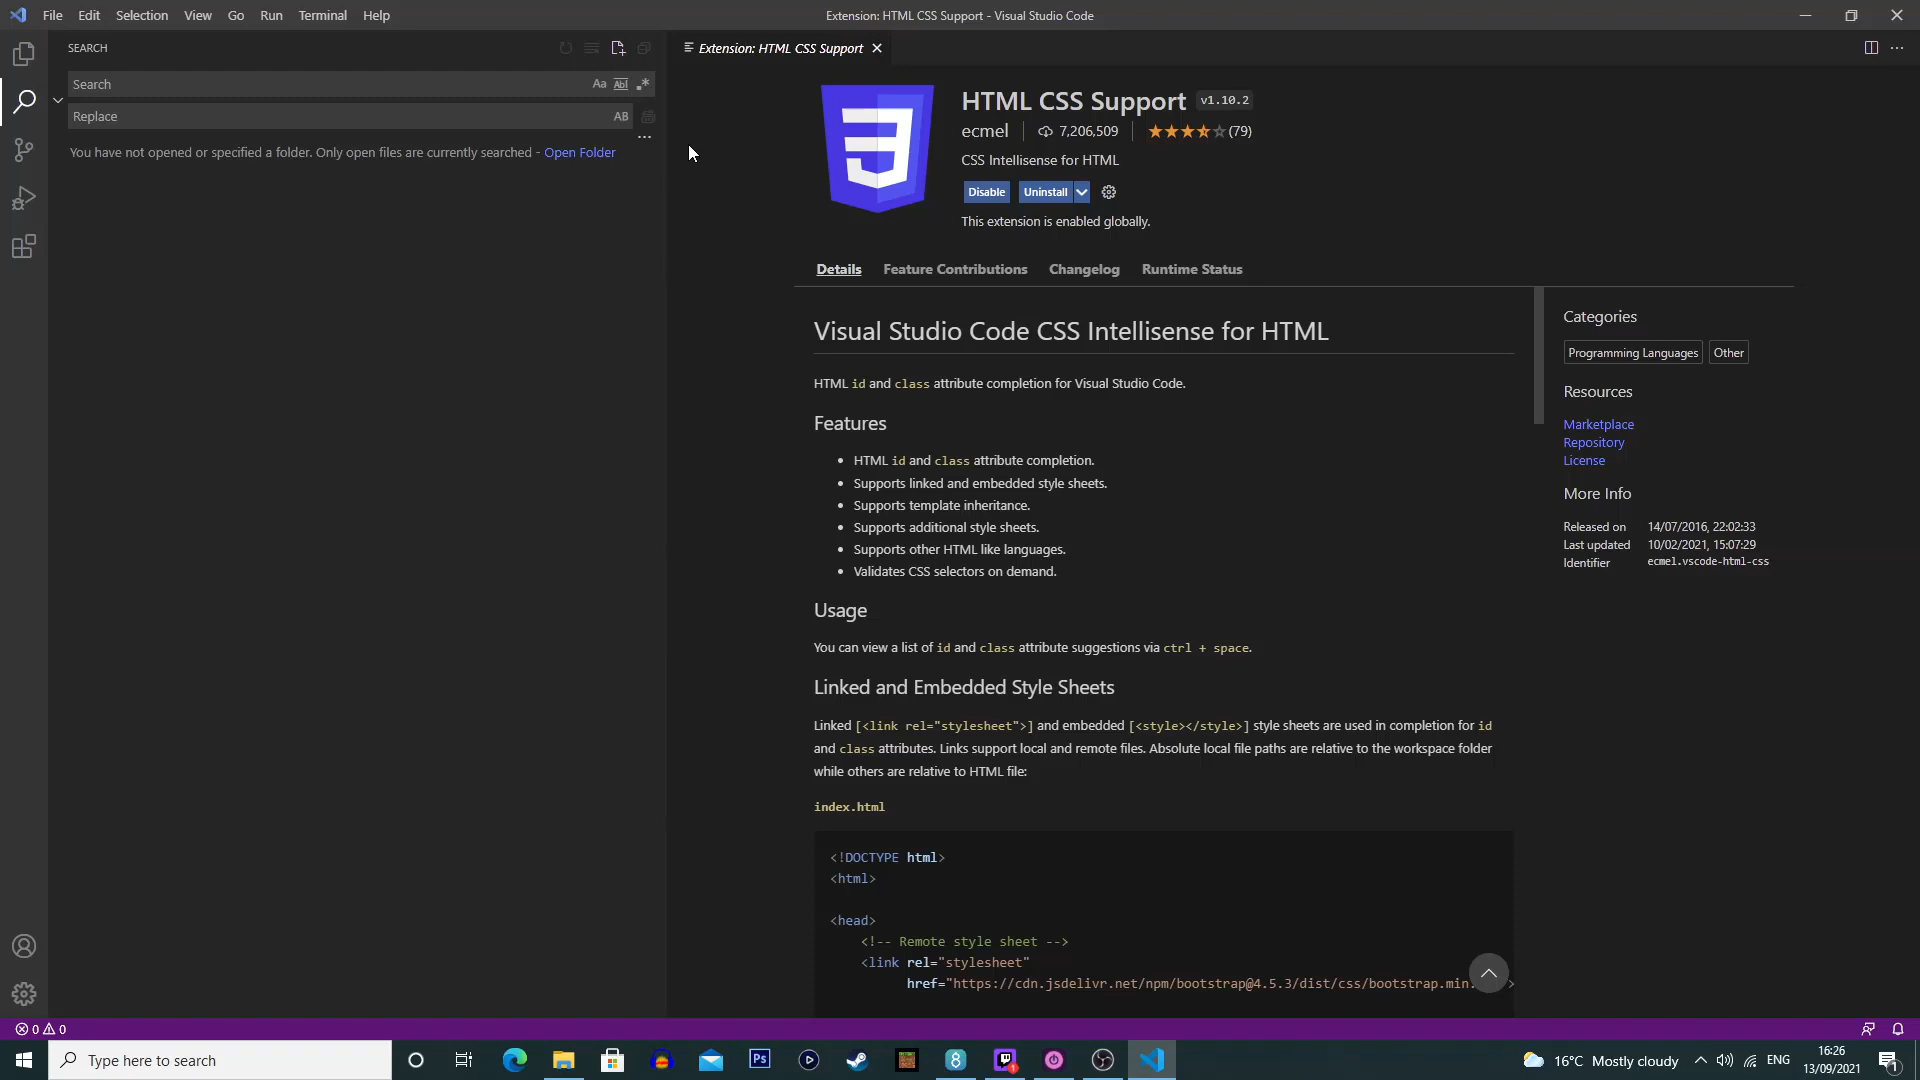 File Edit Selection View Go Run Terminal Help
Extension: HTML CSS Support - Visual Studio Code
SEARCH
Search
Aa Abl .*
Replace
AB
...
You have not opened or specified a folder. Only open files are currently searched - Open Folder
Extension: HTML CSS Support
HTML CSS Support v1.10.2
ecmel 7,206,509 (79)
CSS Intellisense for HTML
Disable Uninstall
This extension is enabled globally.
Details Feature Contributions Changelog Runtime Status
Visual Studio Code CSS Intellisense for HTML
HTML id and class attribute completion for Visual Studio Code.
Features
• HTML id and class attribute completion.
• Supports linked and embedded style sheets.
• Supports template inheritance.
• Supports additional style sheets.
• Supports other HTML like languages.
• Validates CSS selectors on demand.
Usage
You can view a list of id and class attribute suggestions via ctrl + space.
Linked and Embedded Style Sheets
Linked [<link rel="stylesheet">] and embedded [<style></style>] style sheets are used in completion for id
and class attributes. Links support local and remote files. Absolute local file paths are relative to the workspace folder
while others are relative to HTML file:
index.html
<!DOCTYPE html>
<html>
<head>
<!-- Remote style sheet -->
<link rel="stylesheet"
href="https://cdn.jsdelivr.net/npm/bootstrap@4.5.3/dist/css/bootstrap.min.
>
Categories
Programming Languages Other
Resources
Marketplace
Repository
License
More Info
Released on 14/07/2016, 22:02:33
Last updated 10/02/2021, 15:07:29
Identifier ecmel.vscode-html-css
0 0
Type here to search
Ps
8
1
16°C Mostly cloudy
ENG
16:26
13/09/2021
1